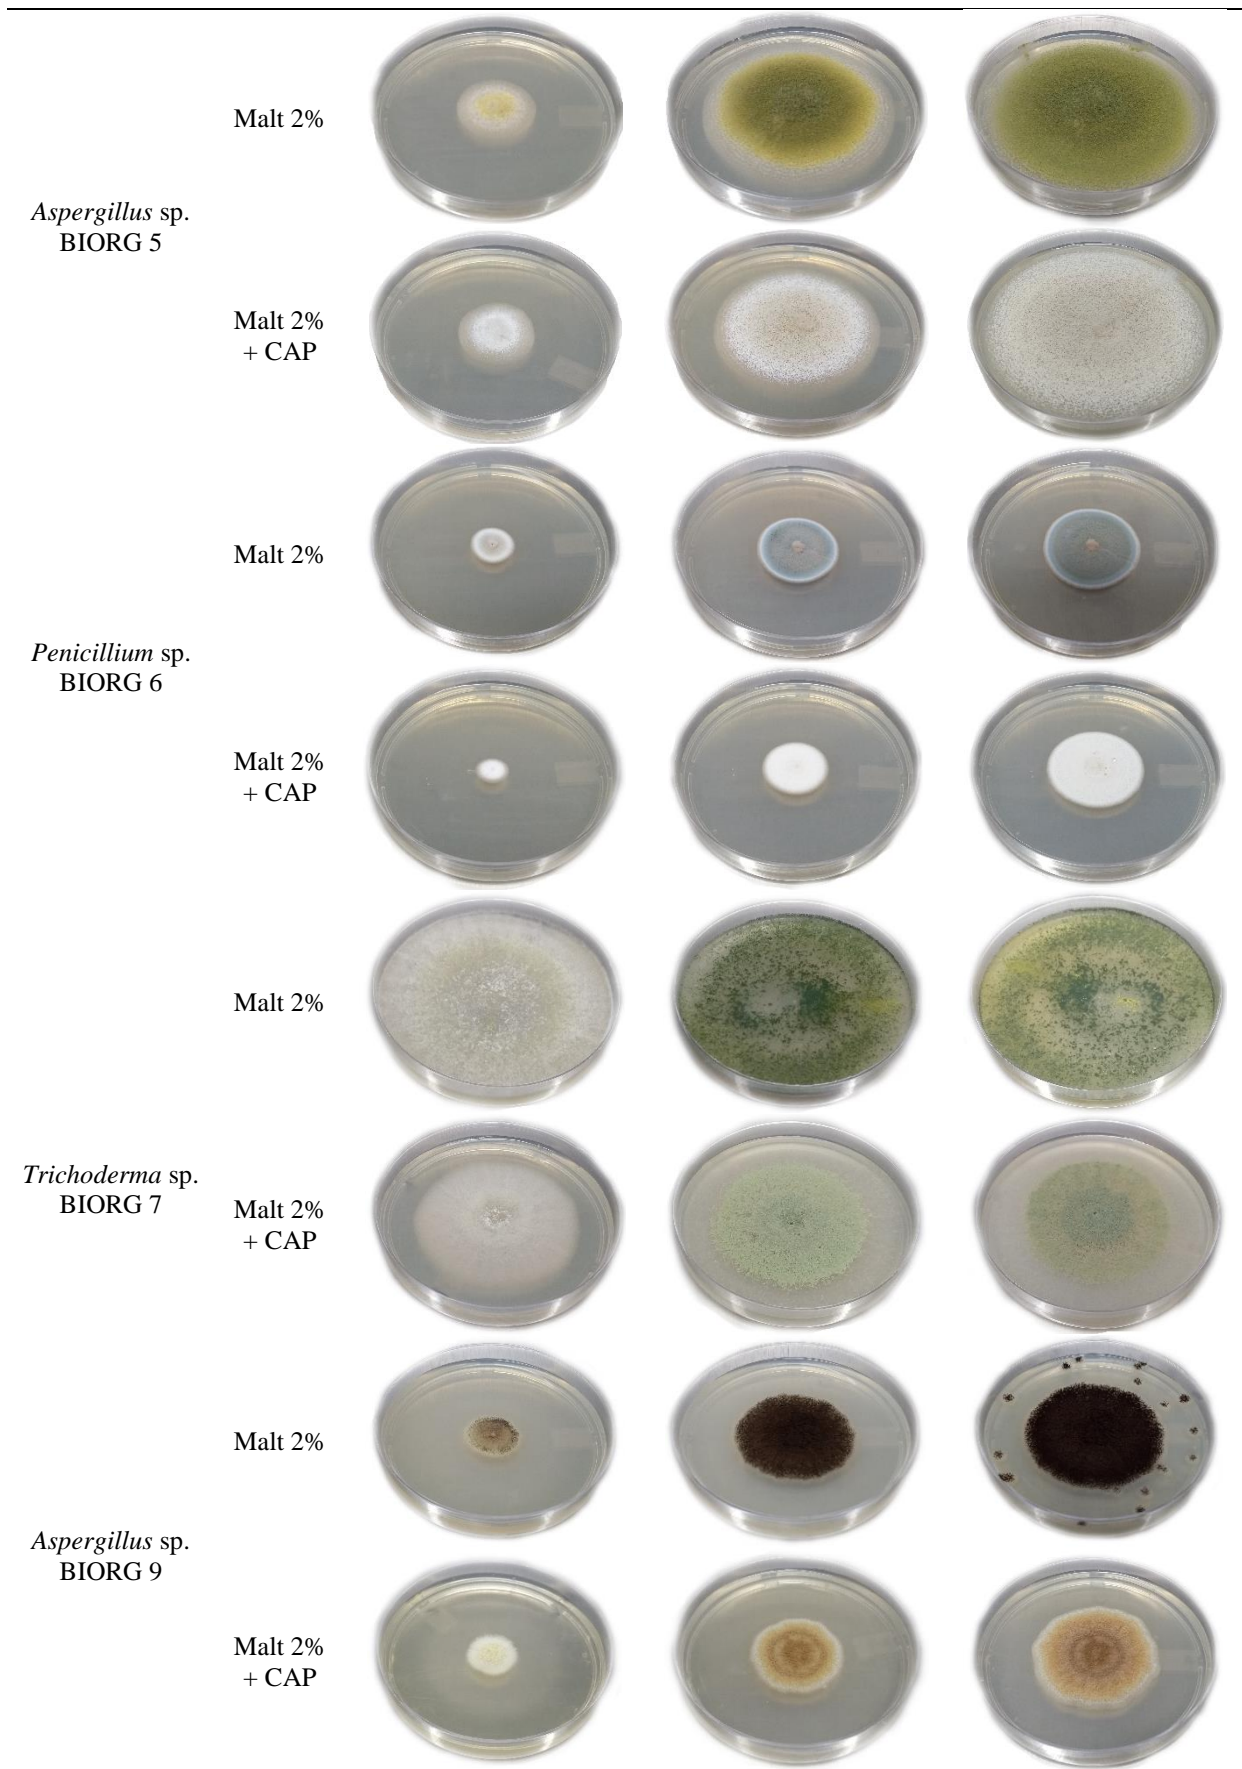 Malt 2%
Aspergillus sp.
BIORG 5
Malt 2%
+ CAP
Malt 2%
Penicillium sp.
BIORG 6
Malt 2%
+ CAP
Malt 2%
Trichoderma sp.
BIORG 7
Malt 2%
+ CAP
Malt 2%
Aspergillus sp.
BIORG 9
Malt 2%
+ CAP